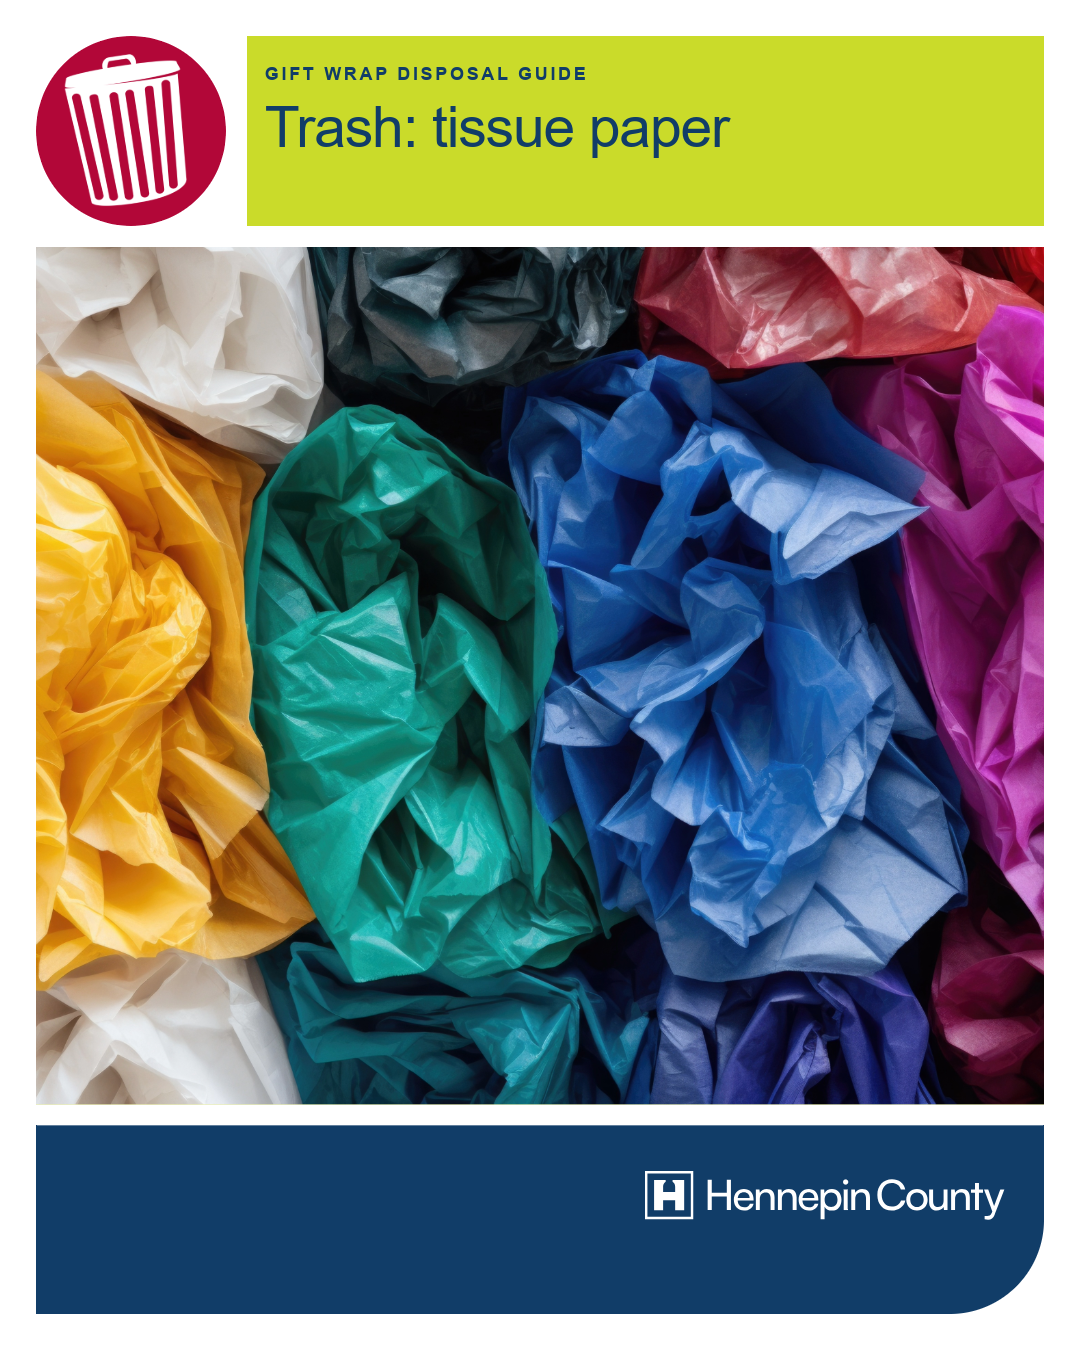 GIFT WRAP DISPOSAL GUIDE
Trash: tissue paper
H Hennepin County